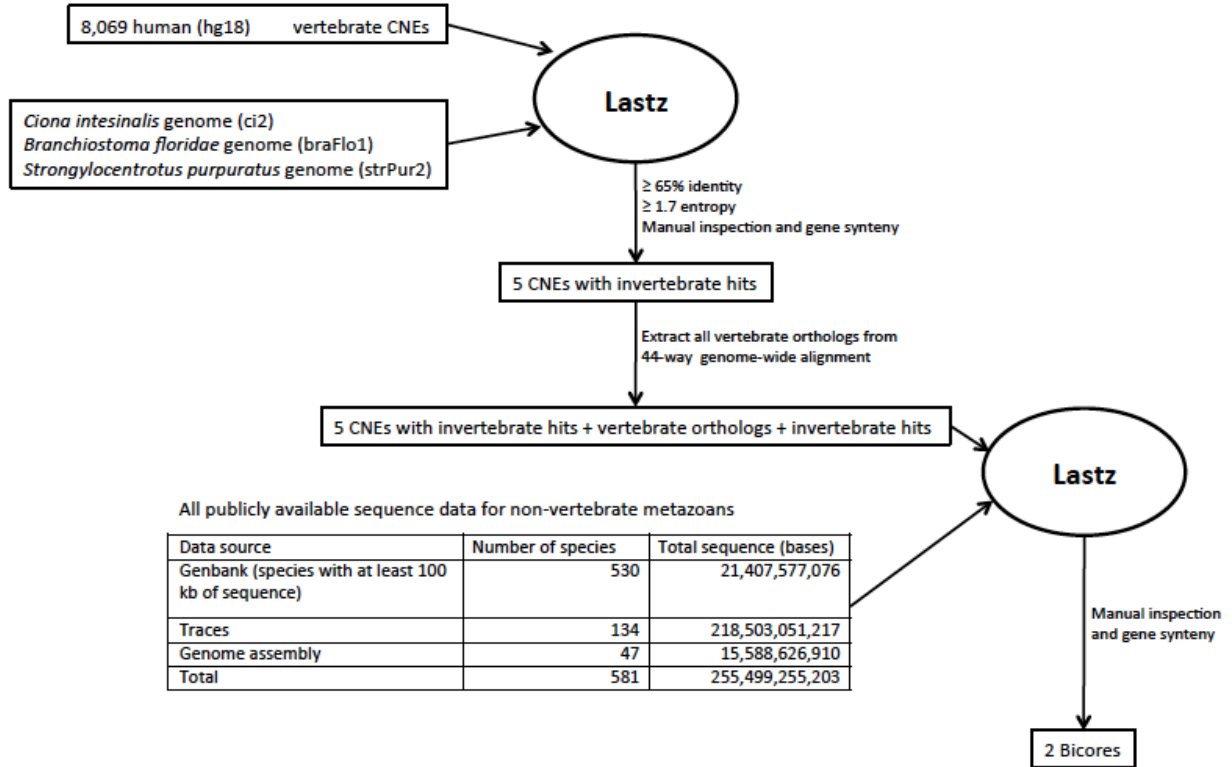 8,069 human (hg18) vertebrate CNEs
Lastz
Ciona intesinalis genome (ci2)
Branchiostoma floridae genome (braFlo1)
Strongylocentrotus purpuratus genome (strPur2)
≥ 65% identity
≥ 1.7 entropy
Manual inspection and gene synteny
5 CNEs with invertebrate hits
Extract all vertebrate orthologs from
44-way genome-wide alignment
5 CNEs with invertebrate hits + vertebrate orthologs + invertebrate hits
Lastz
All publicly available sequence data for non-vertebrate metazoans
Data source Number of species Total sequence (bases)
Genbank (species with at least 100 530 21,407,577,076
kb of sequence)
Traces 134 218,503,051,217
Genome assembly 47 15,588,626,910
Total 581 255,499,255,203
Manual inspection
and gene synteny
2 Bicores